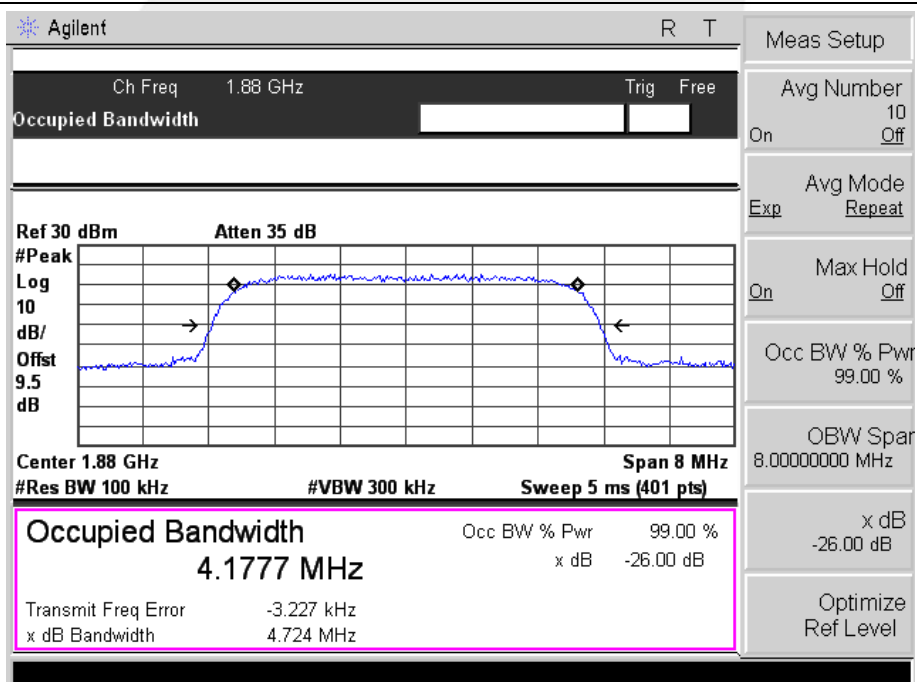 Agilent R T
Ch Freq 1.88 GHz Trig Free
Occupied Bandwidth
Ref 30 dBm Atten 35 dB
#Peak
Log
10
dB/
Offst
9.5
dB
Center 1.88 GHz Span 8 MHz
#Res BW 100 kHz #VBW 300 kHz Sweep 5 ms (401 pts)
Occupied Bandwidth
4.1777 MHz
Occ BW % Pwr 99.00 %
x dB -26.00 dB
Transmit Freq Error -3.227 kHz
x dB Bandwidth 4.724 MHz
Meas Setup
Avg Number
10
On Off
Avg Mode
Exp Repeat
Max Hold
On Off
Occ BW % Pwr
99.00 %
OBW Spar
8.00000000 MHz
x dB
-26.00 dB
Optimize
Ref Level